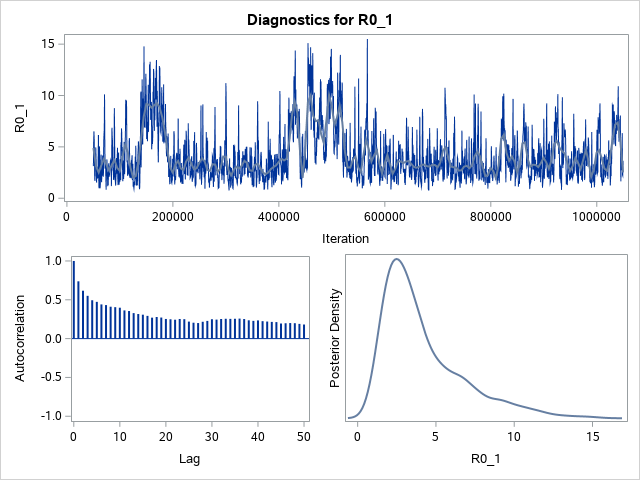 Diagnostics for R0_1
15
10
5
0
R0_1
0 200000 400000 600000 800000 1000000
Iteration
1.0
0.5
0.0
-0.5
-1.0
Autocorrelation
0 10 20 30 40 50
Lag
Posterior Density
0 5 10 15
R0_1